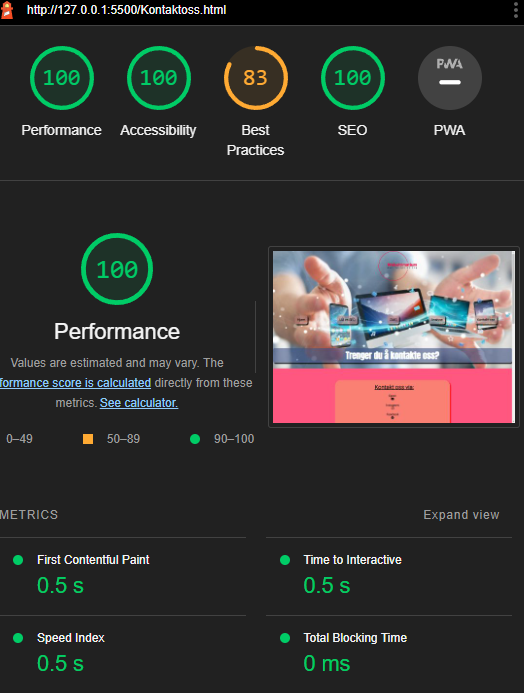 http://127.0.0.1:5500/Kontaktoss.html
100
100
83
100
PWA
Performance
Accessibility
Best
Practices
SEO
PWA
100
Performance
Values are estimated and may vary. The
formance score is calculated directly from these
metrics. See calculator.
0–49
50–89
90–100
Trenger du å kontakte oss?
Kontakt oss via:
METRICS
Expand view
First Contentful Paint
0.5 s
Time to Interactive
0.5 s
Speed Index
0.5 s
Total Blocking Time
0 ms